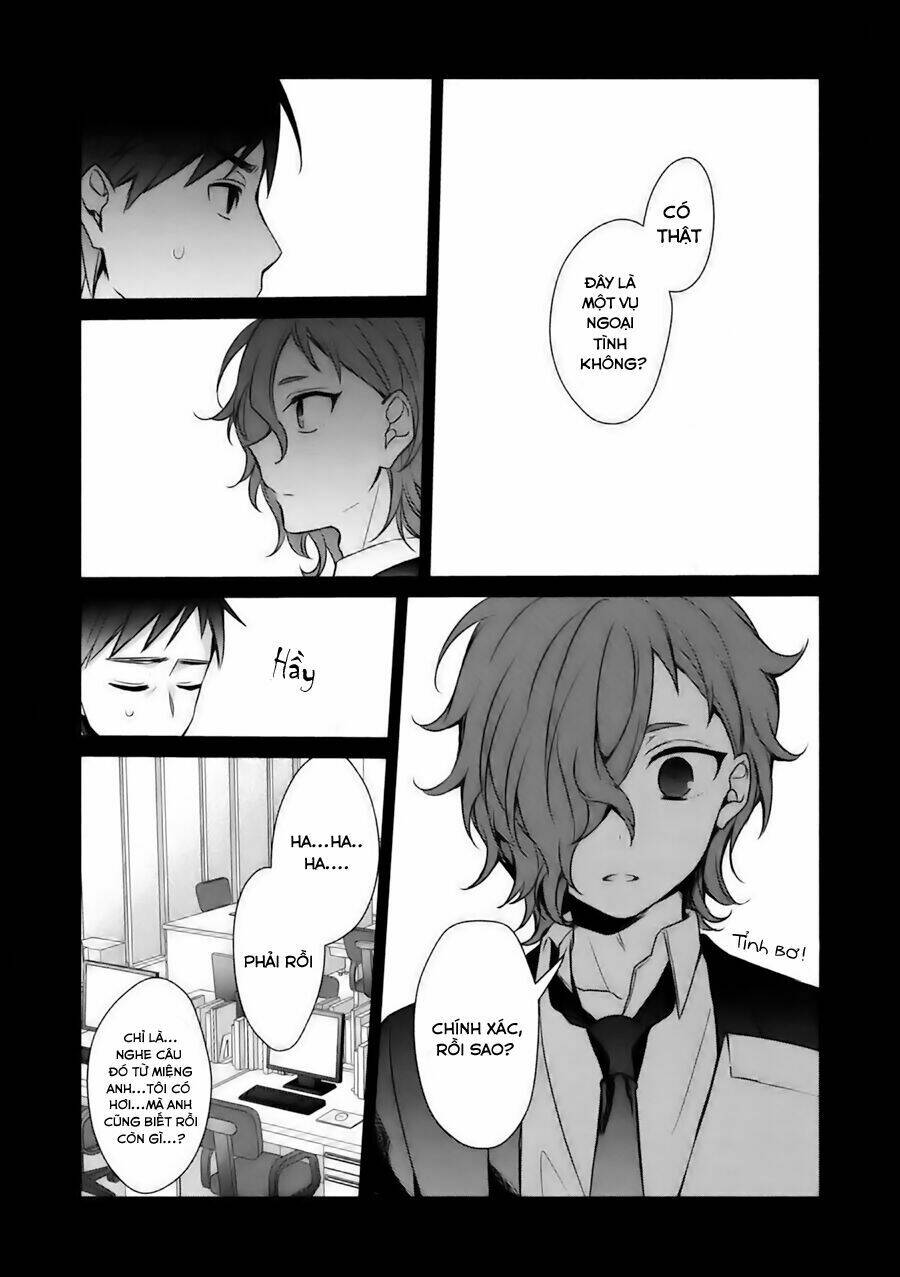 CÓ
THẬT
ĐÂY LÀ
MỘT VỤ
NGOẠI
TÌNH
KHÔNG?
CHÍNH XÁC,
RỒI SAO?
Tỉnh bơ!
Hầy
HA...HA..
HA....
PHẢI RỒI
CHỈ LÀ...
NGHE CÂU
ĐÓ TỪ MIỆNG
ANH...TÔI CÓ
HƠI...MÀ ANH
CŨNG BIẾT RỒI
CÒN GÌ...?